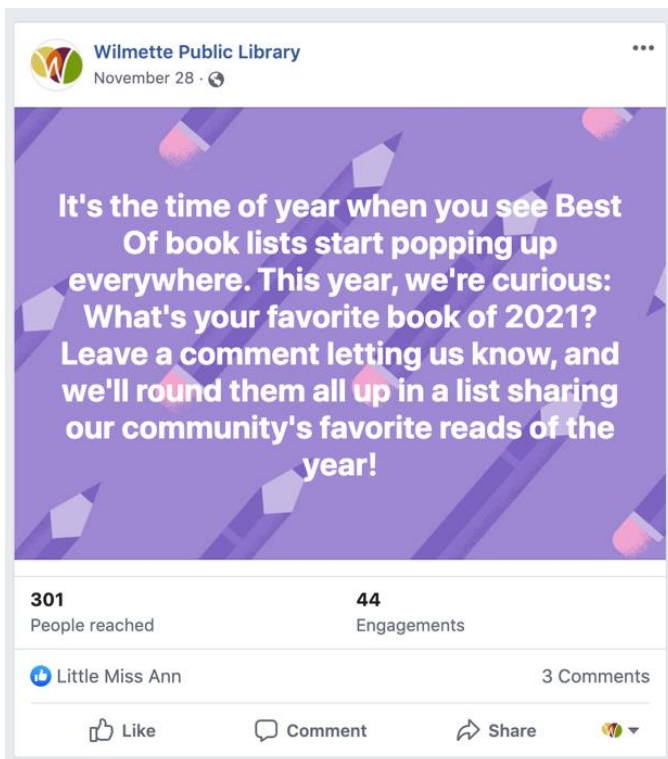 Wilmette Public Library
November 28 ·
It's the time of year when you see Best
Of book lists start popping up
everywhere. This year, we're curious:
What's your favorite book of 2021?
Leave a comment letting us know, and
we'll round them all up in a list sharing
our community's favorite reads of the
year!
301
People reached
44
Engagements
Little Miss Ann
3 Comments
Like
Comment
Share